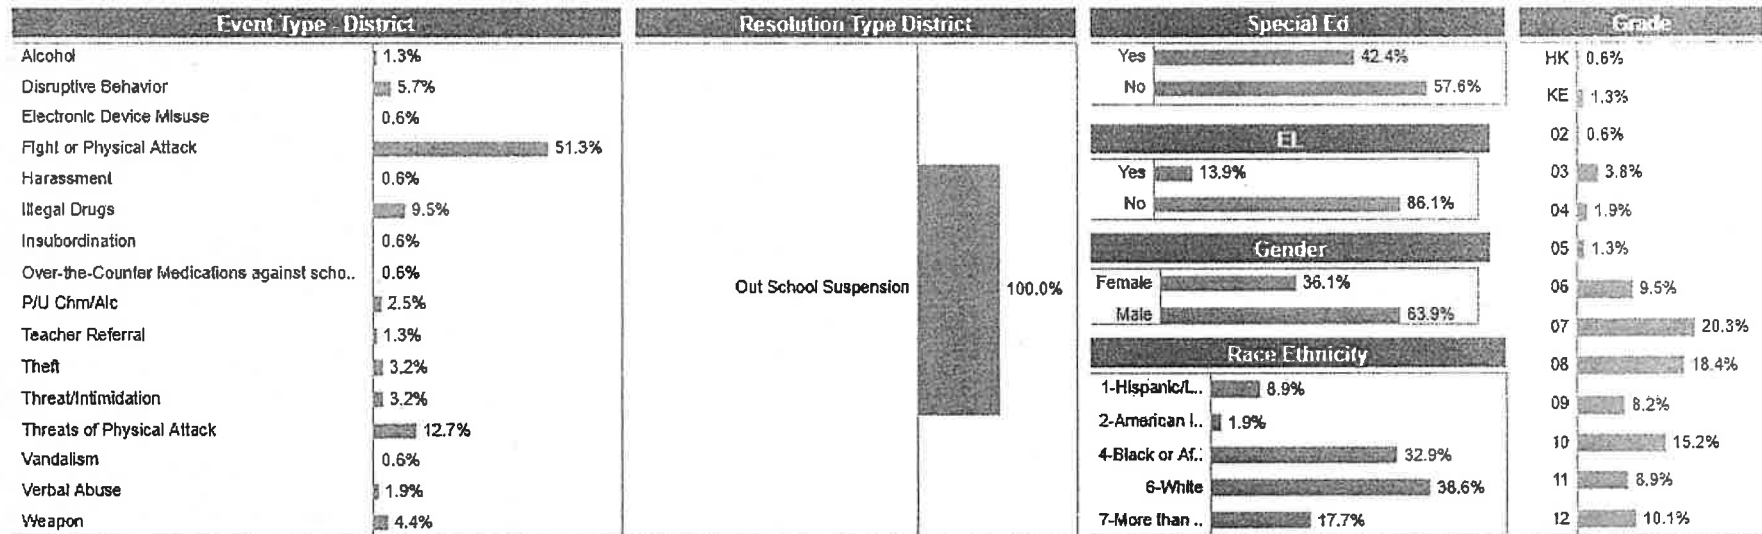 Event Type - District
Alcohol 1.3%
Disruptive Behavior 5.7%
Electronic Device Misuse 0.6%
Fight or Physical Attack 51.3%
Harassment 0.6%
Illegal Drugs 9.5%
Insubordination 0.6%
Over-the-Counter Medications against scho.. 0.6%
P/U Chm/Alc 2.5%
Teacher Referral 1.3%
Theft 3.2%
Threat/Intimidation 3.2%
Threats of Physical Attack 12.7%
Vandalism 0.6%
Verbal Abuse 1.9%
Weapon 4.4%
Resolution Type District
Out School Suspension 100.0%
Special Ed
Yes 42.4%
No 57.6%
EL
Yes 13.9%
No 86.1%
Gender
Female 36.1%
Male 63.9%
Race Ethnicity
1-Hispanic/L.. 8.9%
2-American I.. 1.9%
4-Black or Af.. 32.9%
6-White 38.6%
7-More than .. 17.7%
Grade
HK 0.6%
KE 1.3%
02 0.6%
03 3.8%
04 1.9%
05 1.3%
06 9.5%
07 20.3%
08 18.4%
09 8.2%
10 15.2%
11 8.9%
12 10.1%